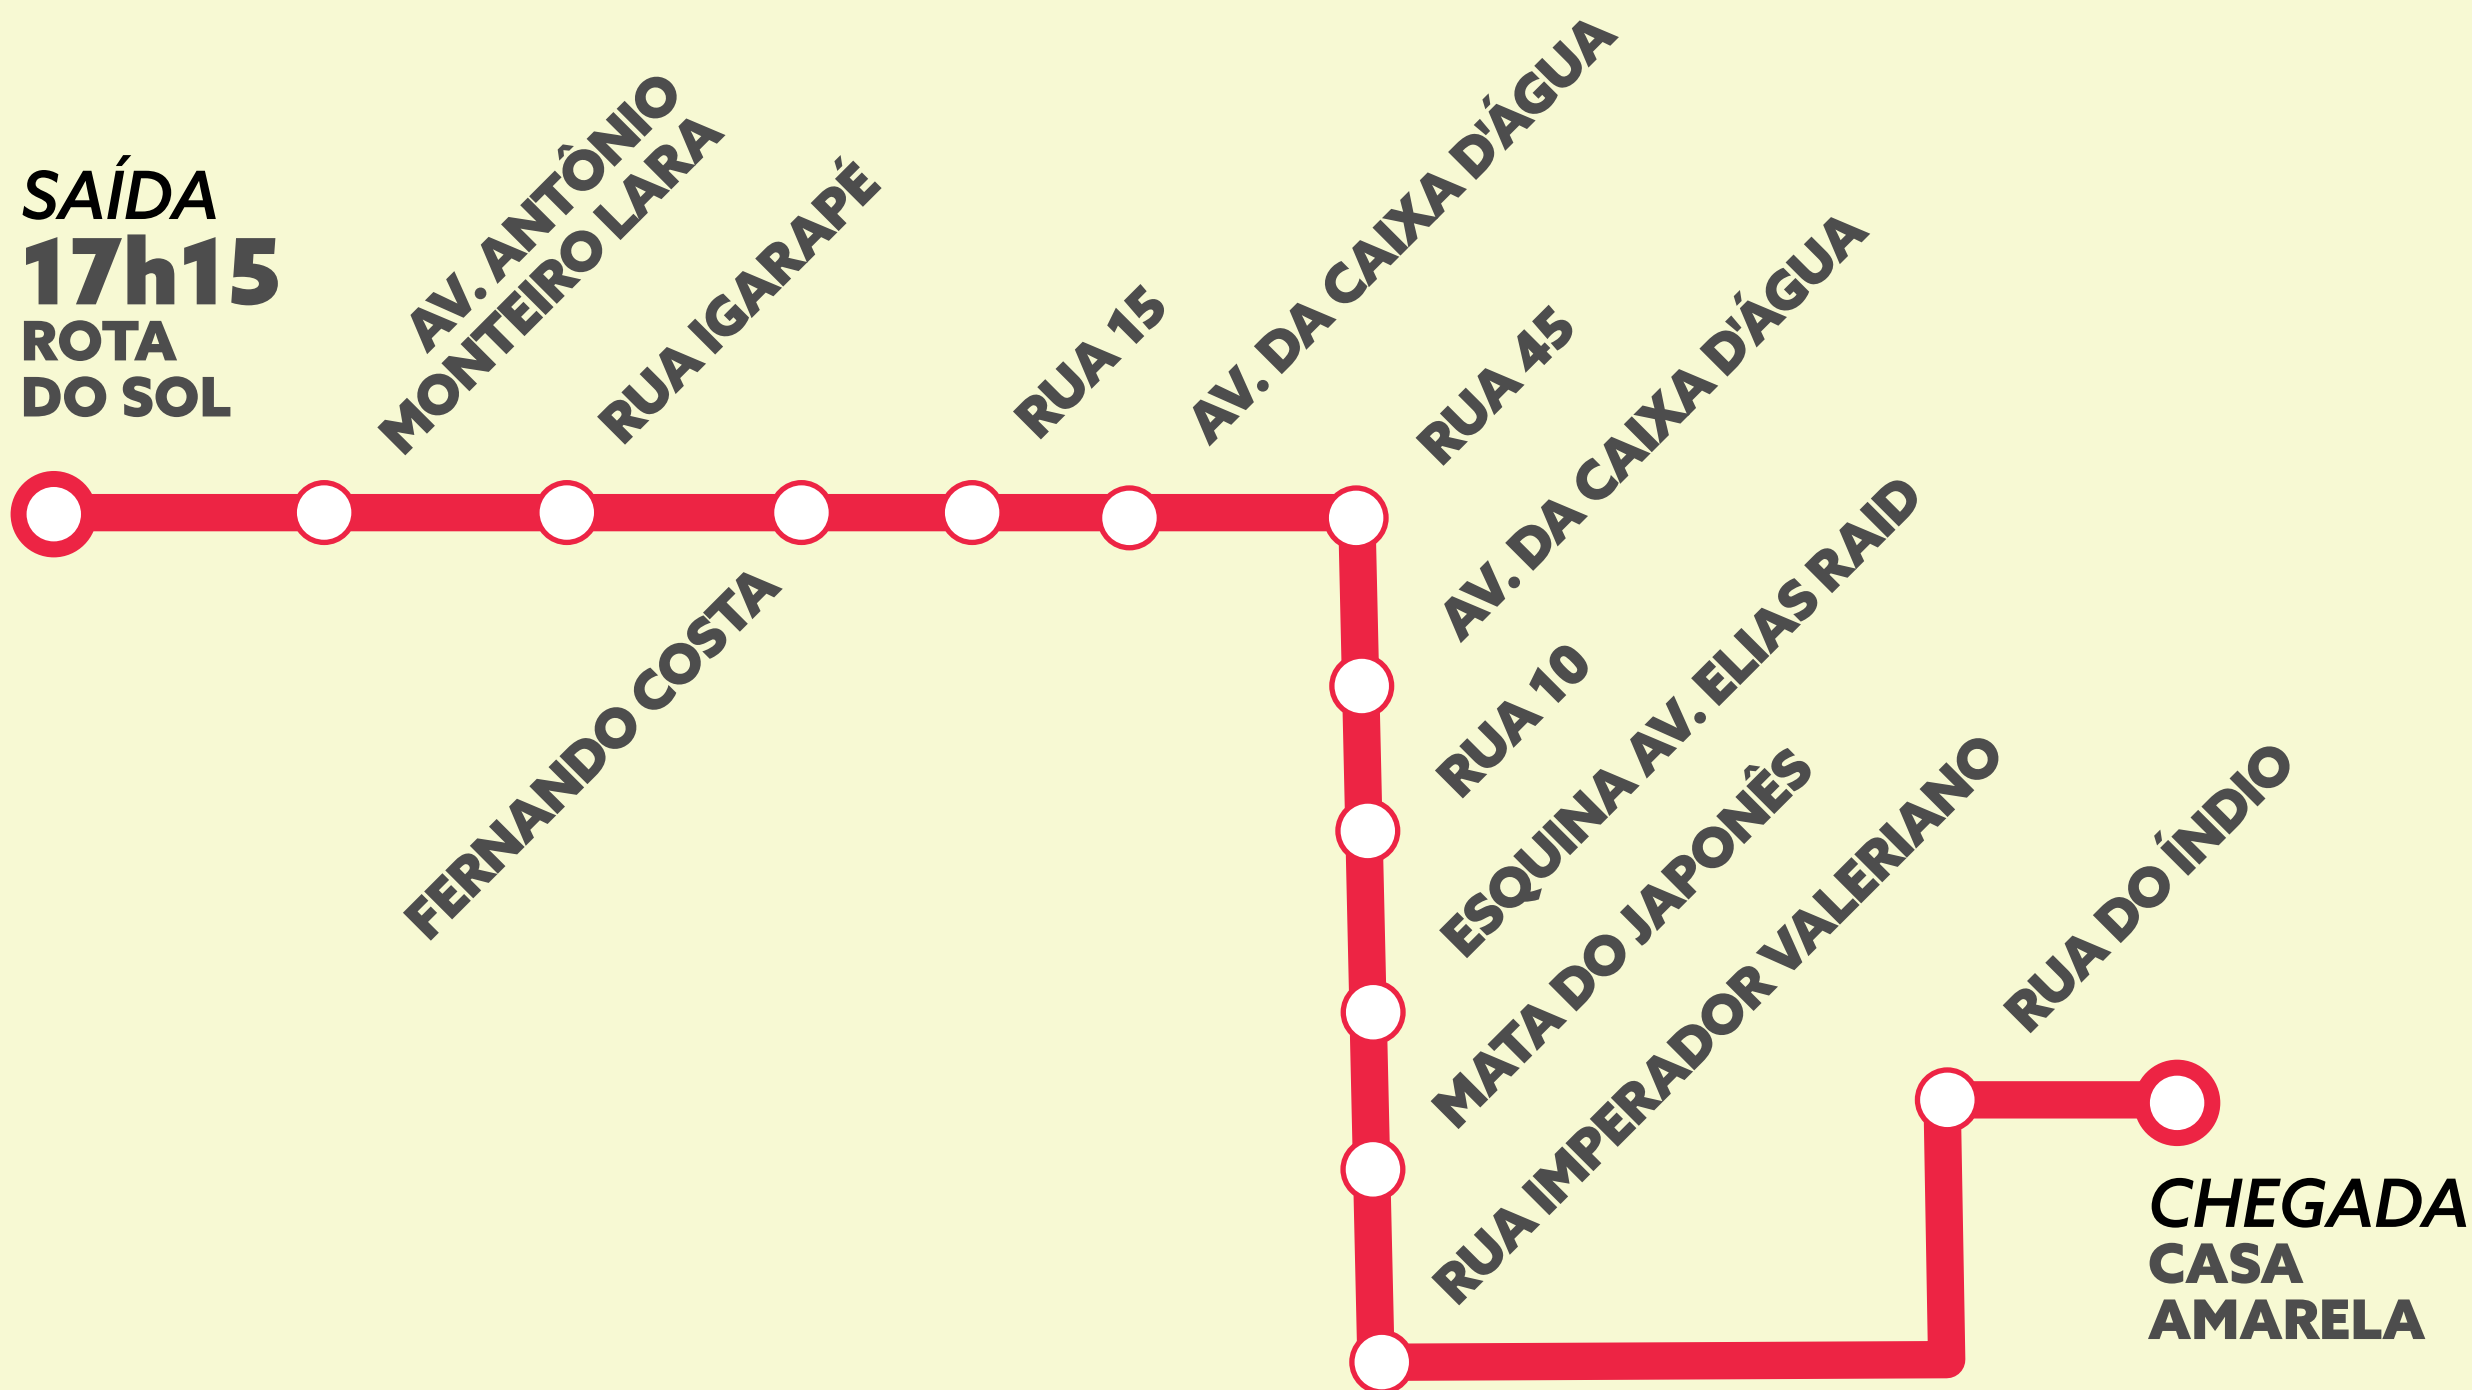 SAÍDA
17h15
ROTA
DO SOL
AV. ANTÔNIO
MONTEIRO LARA
RUA IGARAPÉ
FERNANDO COSTA
RUA 15
AV. DA CAIXA D'ÁGUA
RUA 45
AV. DA CAIXA D'ÁGUA
RUA 10
ESQUINA AV. ELIAS RAID
MATA DO JAPONÊS
RUA IMPERADOR VALERIANO
RUA DO ÍNDIO
CHEGADA
CASA
AMARELA